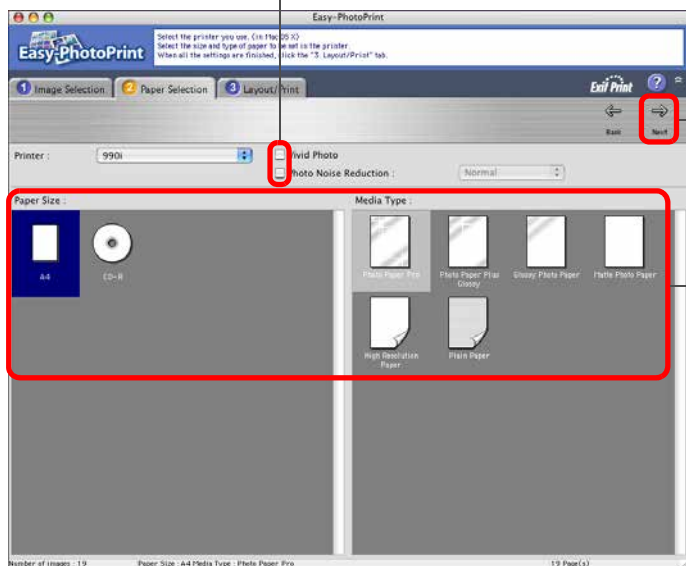 Easy-PhotoPrint
Easy-PhotoPrint
Select the printer you use. (in Mac OS X)
Select the size and type of paper to be set in the printer.
When all the settings are finished, click the "3. Layout/Print" tab.
1 Image Selection
2 Paper Selection
3 Layout/Print
Exif Print
?
Back
Next
Printer :
990i
Vivid Photo
Photo Noise Reduction :
Normal
Paper Size :
Media Type :
A4
CD-R
Photo Paper Pro
Photo Paper Plus
Glossy
Glossy Photo Paper
Matte Photo Paper
High Resolution
Paper
Plain Paper
Number of images : 19
Paper Size : A4 Media Type : Photo Paper Pro
19 Page(s)